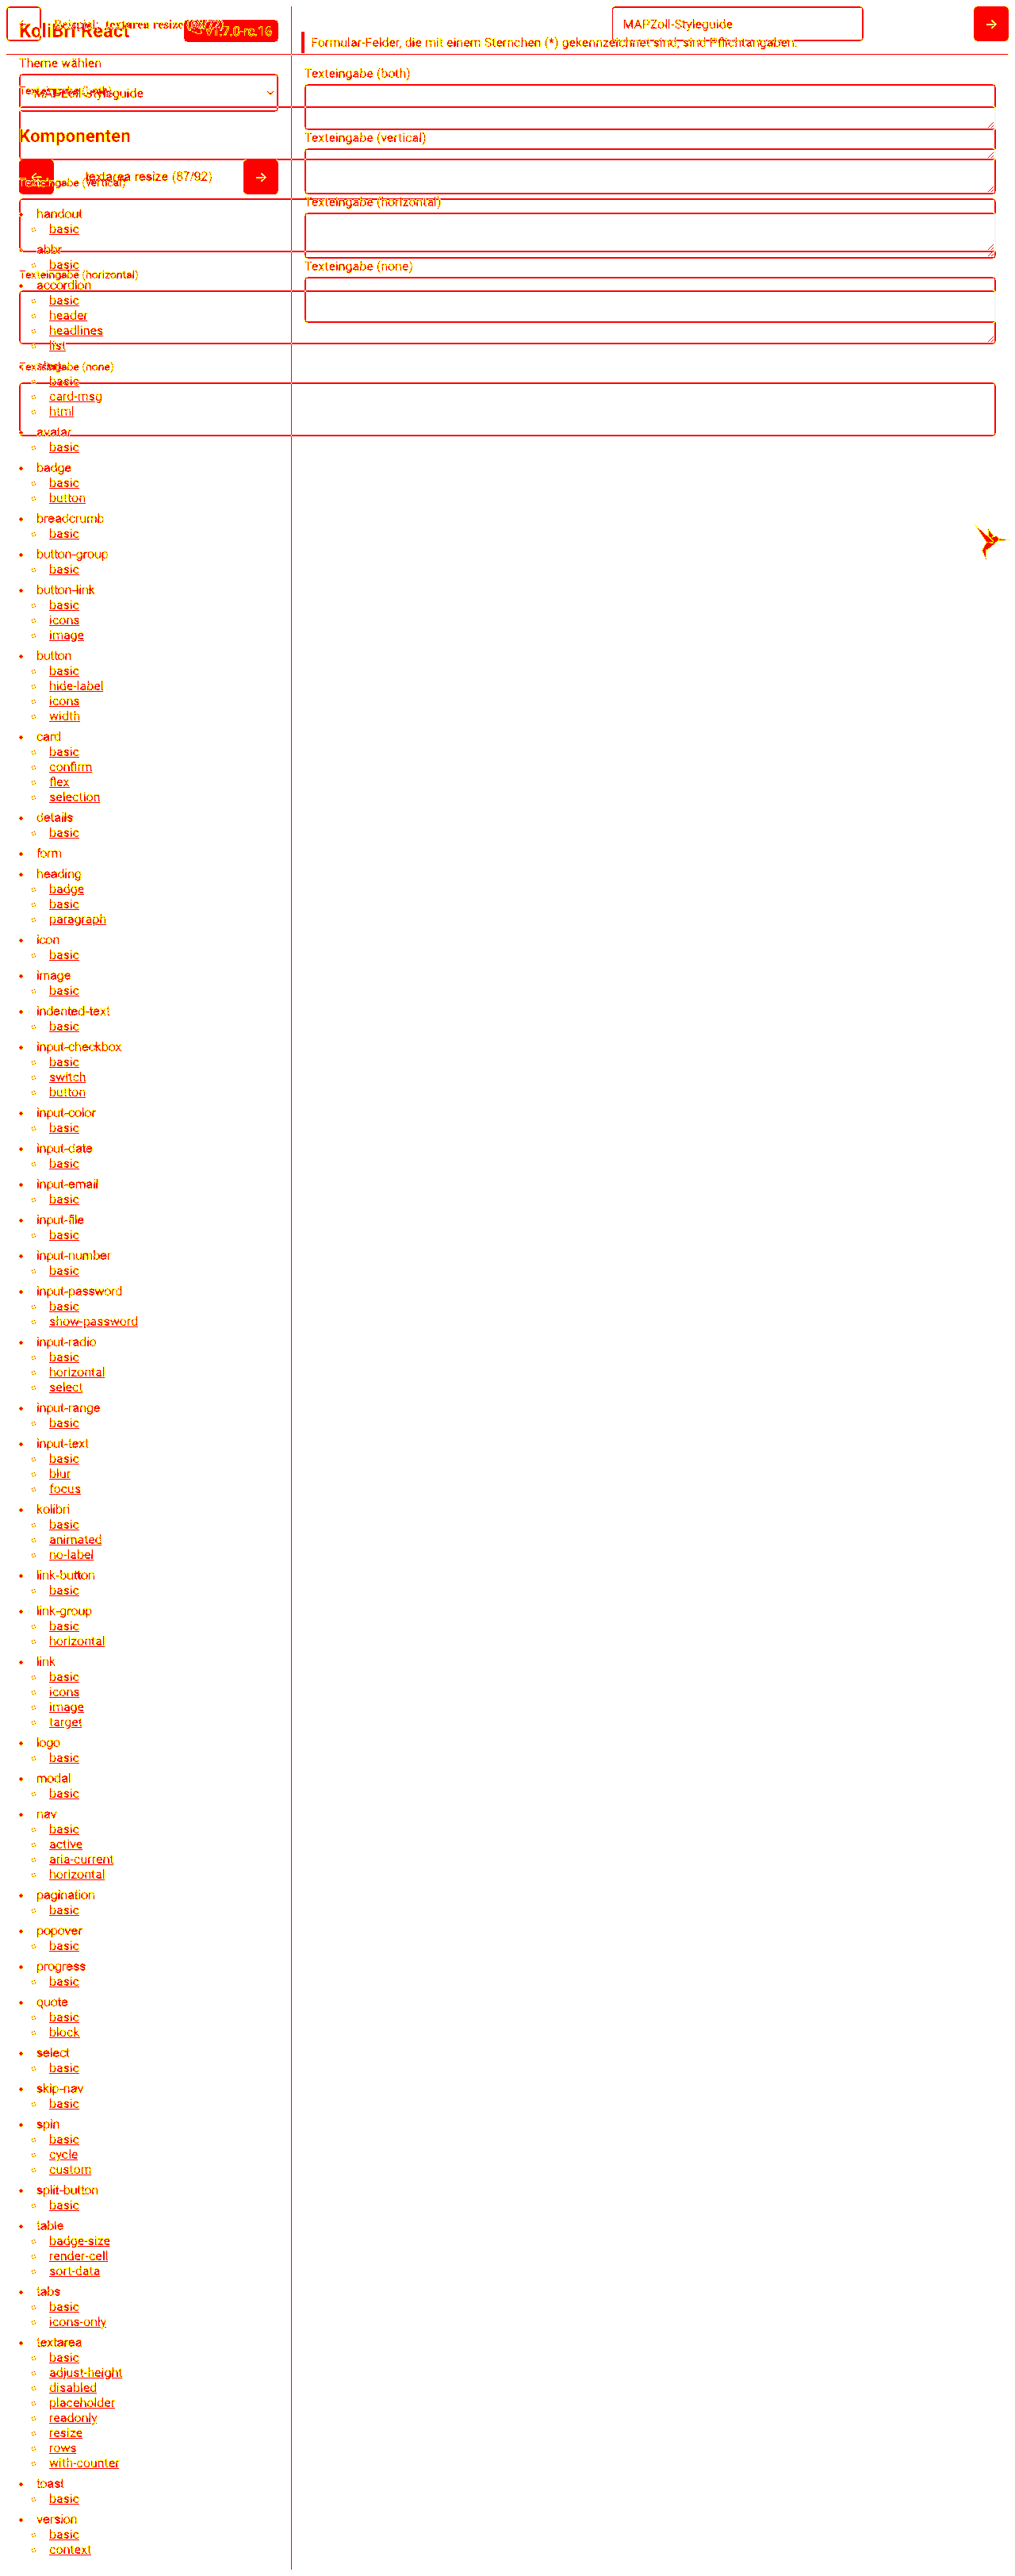 KoliBri React
v1.7.0-rc.16
Beispiel: textarea resize (87/92)
MAPZoll-Styleguide
Formular-Felder, die mit einem Sternchen (*) gekennzeichnet sind, sind Pflichtangaben.
Theme wählen
MAPZoll-Styleguide
Texteingabe (both)
Komponenten
textarea resize (87/92)
Texteingabe (vertical)
Texteingabe (horizontal)
Texteingabe (none)
Texteingabe (both)
Texteingabe (vertical)
Texteingabe (horizontal)
Texteingabe (none)
handout
basic
abbr
basic
accordion
basic
header
headlines
list
basic
card-msg
html
avatar
basic
badge
basic
button
breadcrumb
basic
button-group
basic
button-link
basic
icons
image
button
basic
hide-label
icons
width
card
basic
confirm
flex
selection
details
basic
form
heading
badge
basic
paragraph
icon
basic
image
basic
indented-text
basic
input-checkbox
basic
switch
button
input-color
basic
input-date
basic
input-email
basic
input-file
basic
input-number
basic
input-password
basic
show-password
input-radio
basic
horizontal
select
input-range
basic
input-text
basic
blur
focus
kolibri
basic
animated
no-label
link-button
basic
link-group
basic
horizontal
link
basic
icons
image
target
logo
basic
modal
basic
nav
basic
active
aria-current
horizontal
pagination
basic
popover
basic
progress
basic
quote
basic
block
select
basic
skip-nav
basic
spin
basic
cycle
custom
split-button
basic
table
badge-size
render-cell
sort-data
tabs
basic
icons-only
textarea
basic
adjust-height
disabled
placeholder
readonly
resize
rows
with-counter
toast
basic
version
basic
context